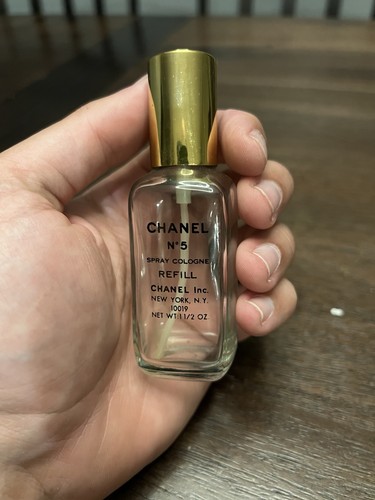 CHANEL
N°5
SPRAY COLOGNE
REFILL
CHANEL Inc.
NEW YORK, N.Y.
10019
NET WT 1 1/2 OZ